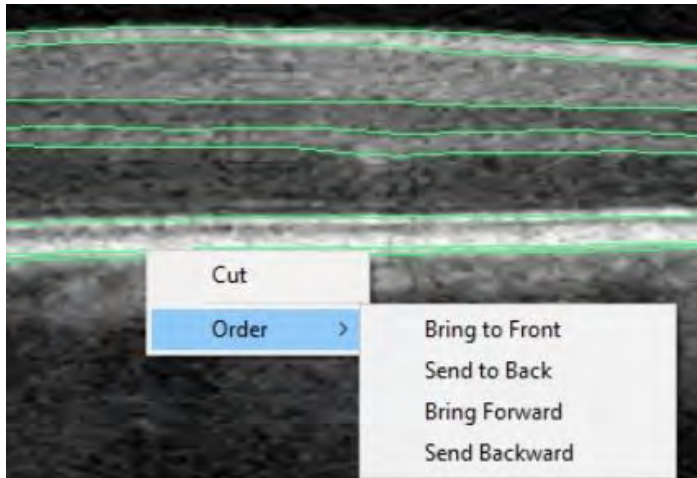 Cut
Order
Bring to Front
Send to Back
Bring Forward
Send Backward